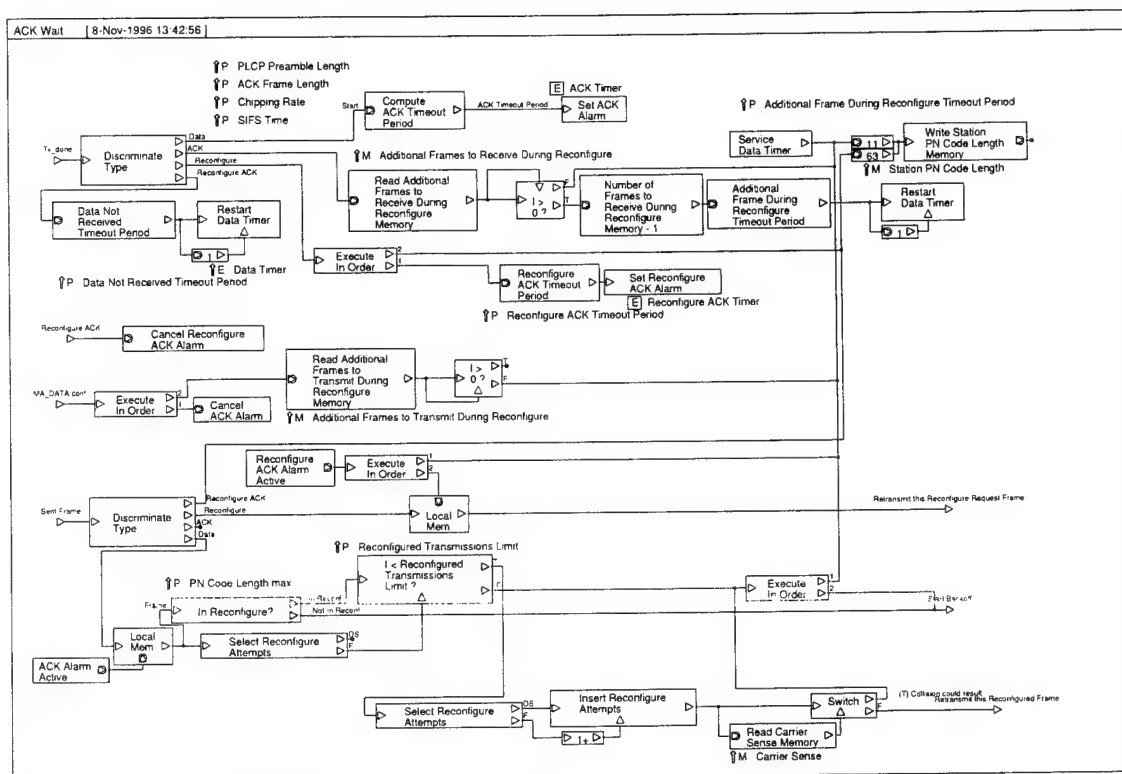 ACK Wait [ 8-Nov-1996 13:42:56 ]
P PLCP Preamble Length
P ACK Frame Length
P Chipping Rate
P SIFS Time
Start
Compute
ACK Timeout
Period
ACK Timeout Period
E ACK Timer
Set ACK
Alarm
P Additional Frame During Reconfigure Timeout Period
Service
Data Timer
11
63
Write Station
PN Code Length
Memory
M Station PN Code Length
Tx_done
Discriminate
Type
Data
ACK
Reconfigure
Reconfigure ACK
M Additional Frames to Receive During Reconfigure
Read Additional
Frames to
Receive During
Reconfigure
Memory
I >
0 ?
F
T
Number of
Frames to
Receive During
Reconfigure
Memory - 1
Additional
Frame During
Reconfigure
Timeout Period
Restart
Data Timer
1
Data Not
Received
Timeout Period
Restart
Data Timer
1
E Data Timer
P Data Not Received Timeout Period
Execute
In Order
2
1
Reconfigure
ACK Timeout
Period
Set Reconfigure
ACK Alarm
E Reconfigure ACK Timer
P Reconfigure ACK Timeout Period
Reconfigure ACK
Cancel Reconfigure
ACK Alarm
MA_DATA.conf
Execute
In Order
2
1
Cancel
ACK Alarm
Read Additional
Frames to
Transmit During
Reconfigure
Memory
I >
0 ?
T
F
M Additional Frames to Transmit During Reconfigure
Reconfigure
ACK Alarm
Active
Execute
In Order
1
2
Local
Mem
Retransmit this Reconfigure Request Frame
Sent Frame
Discriminate
Type
Reconfigure ACK
Reconfigure
ACK
Data
P Reconfigured Transmissions Limit
I < Reconfigured
Transmissions
Limit ?
P PN Code Length max
Frame
In Reconfigure?
In Reconf
Not in Reconf
Execute
In Order
1
2
Start Backoff
Local
Mem
Select Reconfigure
Attempts
DS
F
ACK Alarm
Active
Select Reconfigure
Attempts
DS
F
Insert Reconfigure
Attempts
1+
Switch
(T) Collision could result
F
Retransmit this Reconfigured Frame
Read Carrier
Sense Memory
M Carrier Sense